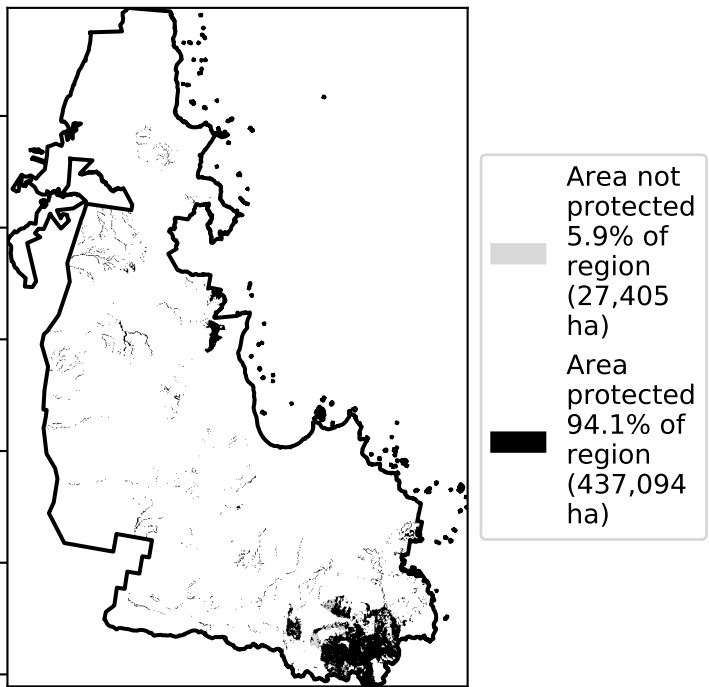 Area not
protected
5.9% of
region
(27,405
ha)
Area
protected
94.1% of
region
(437,094
ha)